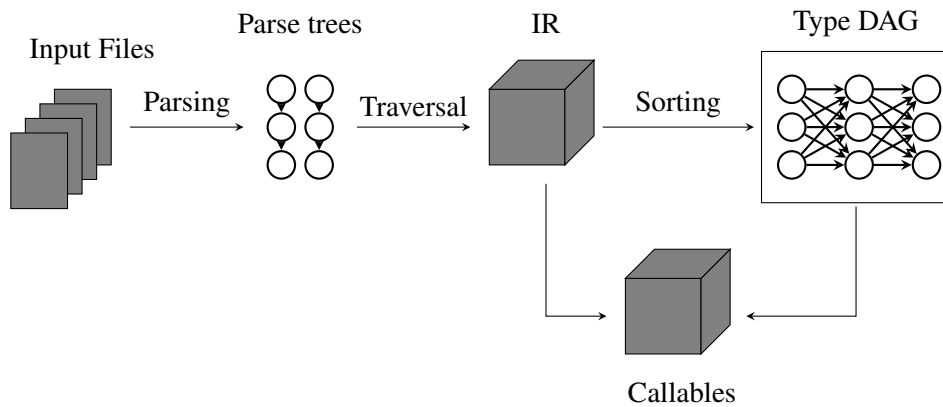 Input Files
Parsing
Parse trees
Traversal
IR
Sorting
Type DAG
Callables